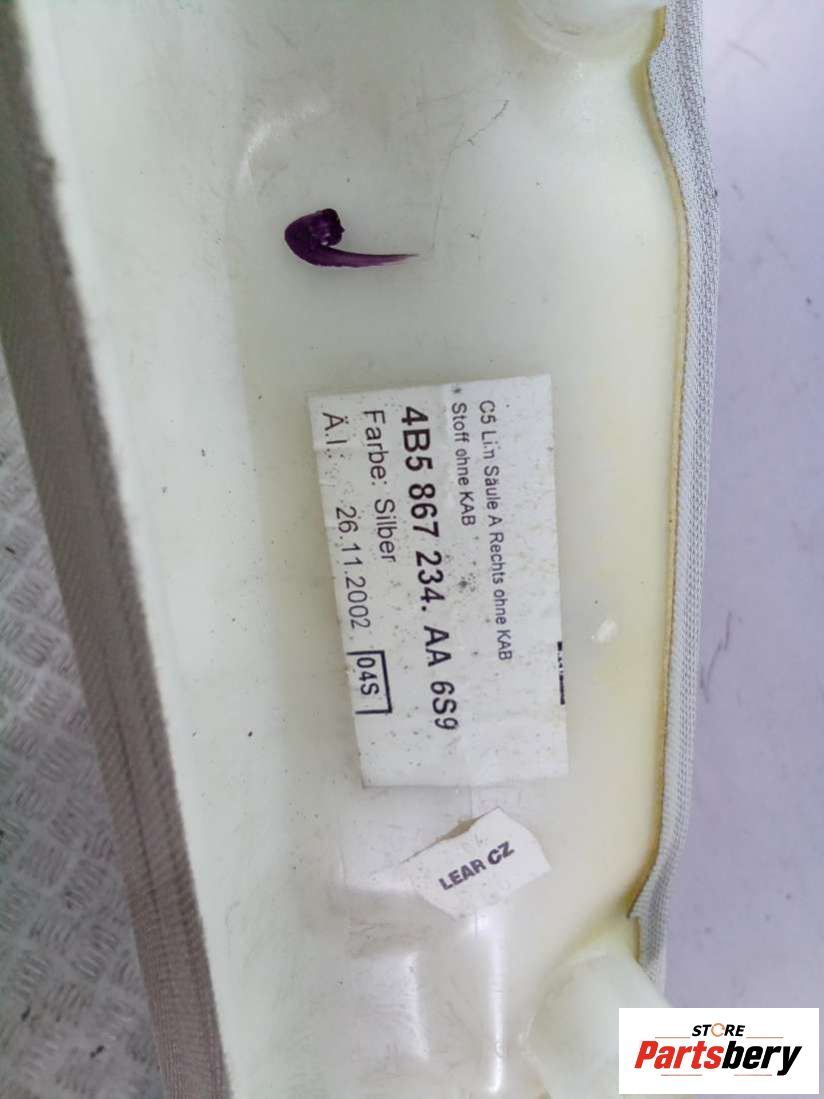 C5 Li.n Säule A Rechts ohne KAB
Stoff ohne KAB
4B5 867 234. AA 6S9
Farbe: Silber
Ä.I.: 26.11.2002 04S
LEAR CZ
STORE
Partsbery